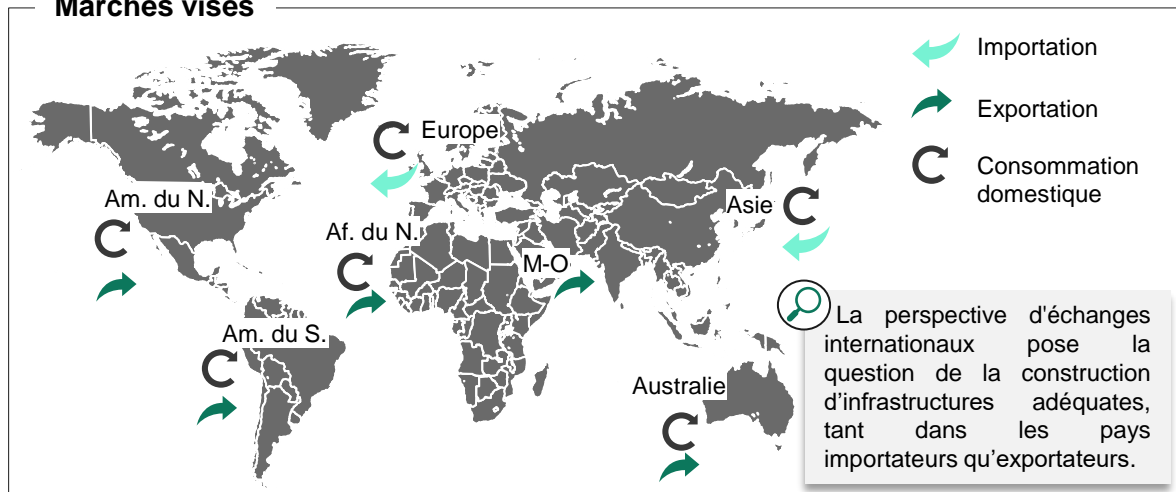 Marchés visés
Importation
Exportation
Consommation
domestique
Europe
Am. du N.
Asie
Af. du N.
M-O
Am. du S.
Australie
La perspective d'échanges
internationaux pose la
question de la construction
d'infrastructures adéquates,
tant dans les pays
importateurs qu'exportateurs.